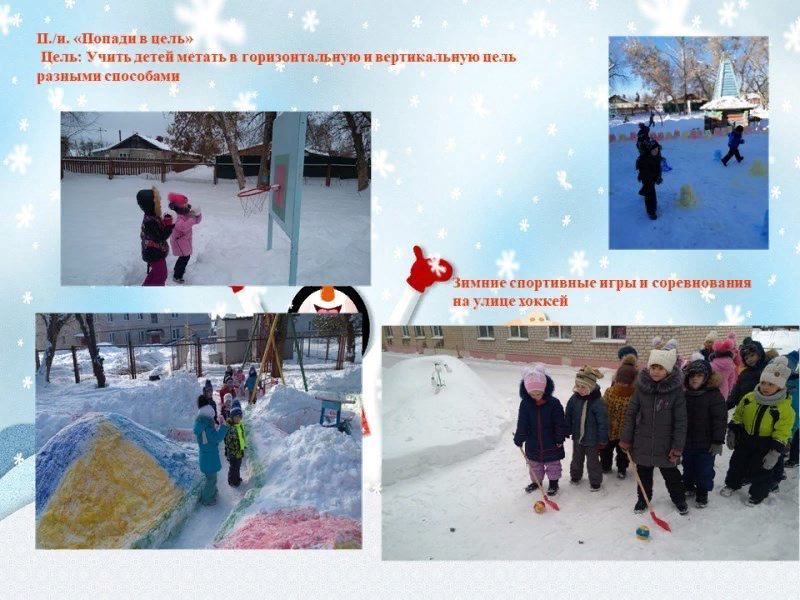 П./и. «Попади в цель»
Цель: Учить детей метать в горизонтальную и вертикальную цель
разными способами
Зимние спортивные игры и соревнования
на улице хоккей